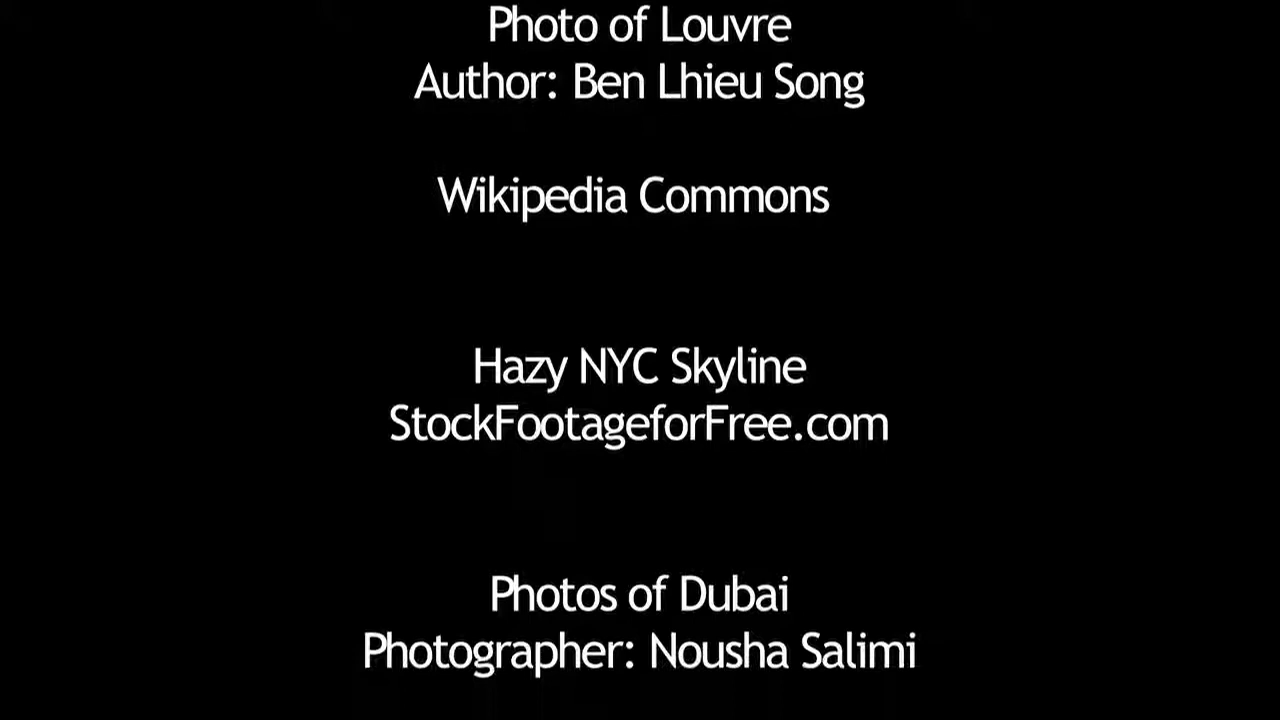 Photo of Louvre
Author: Ben Lhieu Song
Wikipedia Commons
Hazy NYC Skyline
StockFootageforFree.com
Photos of Dubai
Photographer: Nousha Salimi